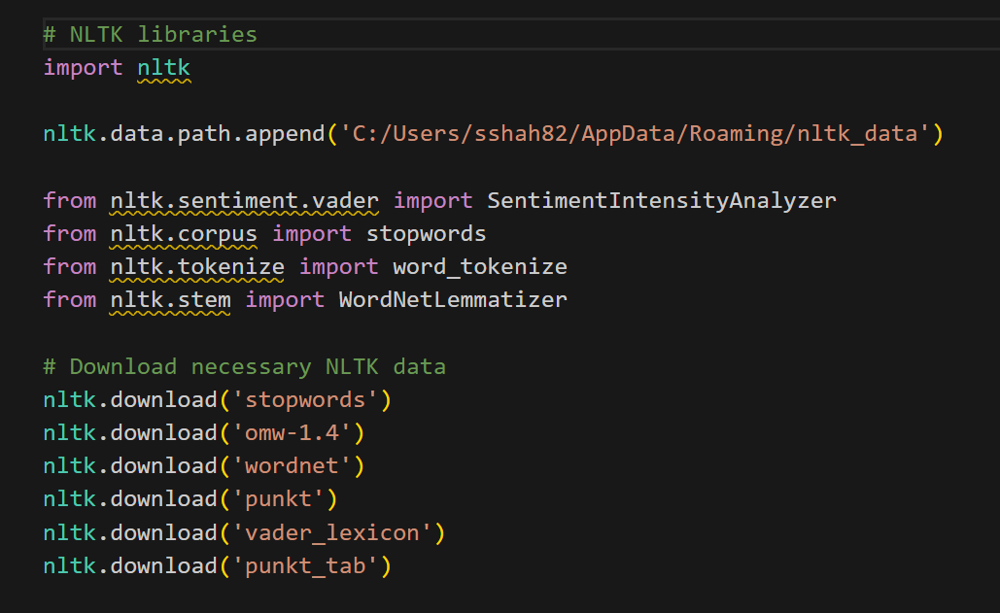 # NLTK libraries
import nltk
nltk.data.path.append('C:/Users/sshah82/AppData/Roaming/nltk_data')
from nltk.sentiment.vader import SentimentIntensityAnalyzer
from nltk.corpus import stopwords
from nltk.tokenize import word_tokenize
from nltk.stem import WordNetLemmatizer
# Download necessary NLTK data
nltk.download('stopwords')
nltk.download('omw-1.4')
nltk.download('wordnet')
nltk.download('punkt')
nltk.download('vader_lexicon')
nltk.download('punkt_tab')